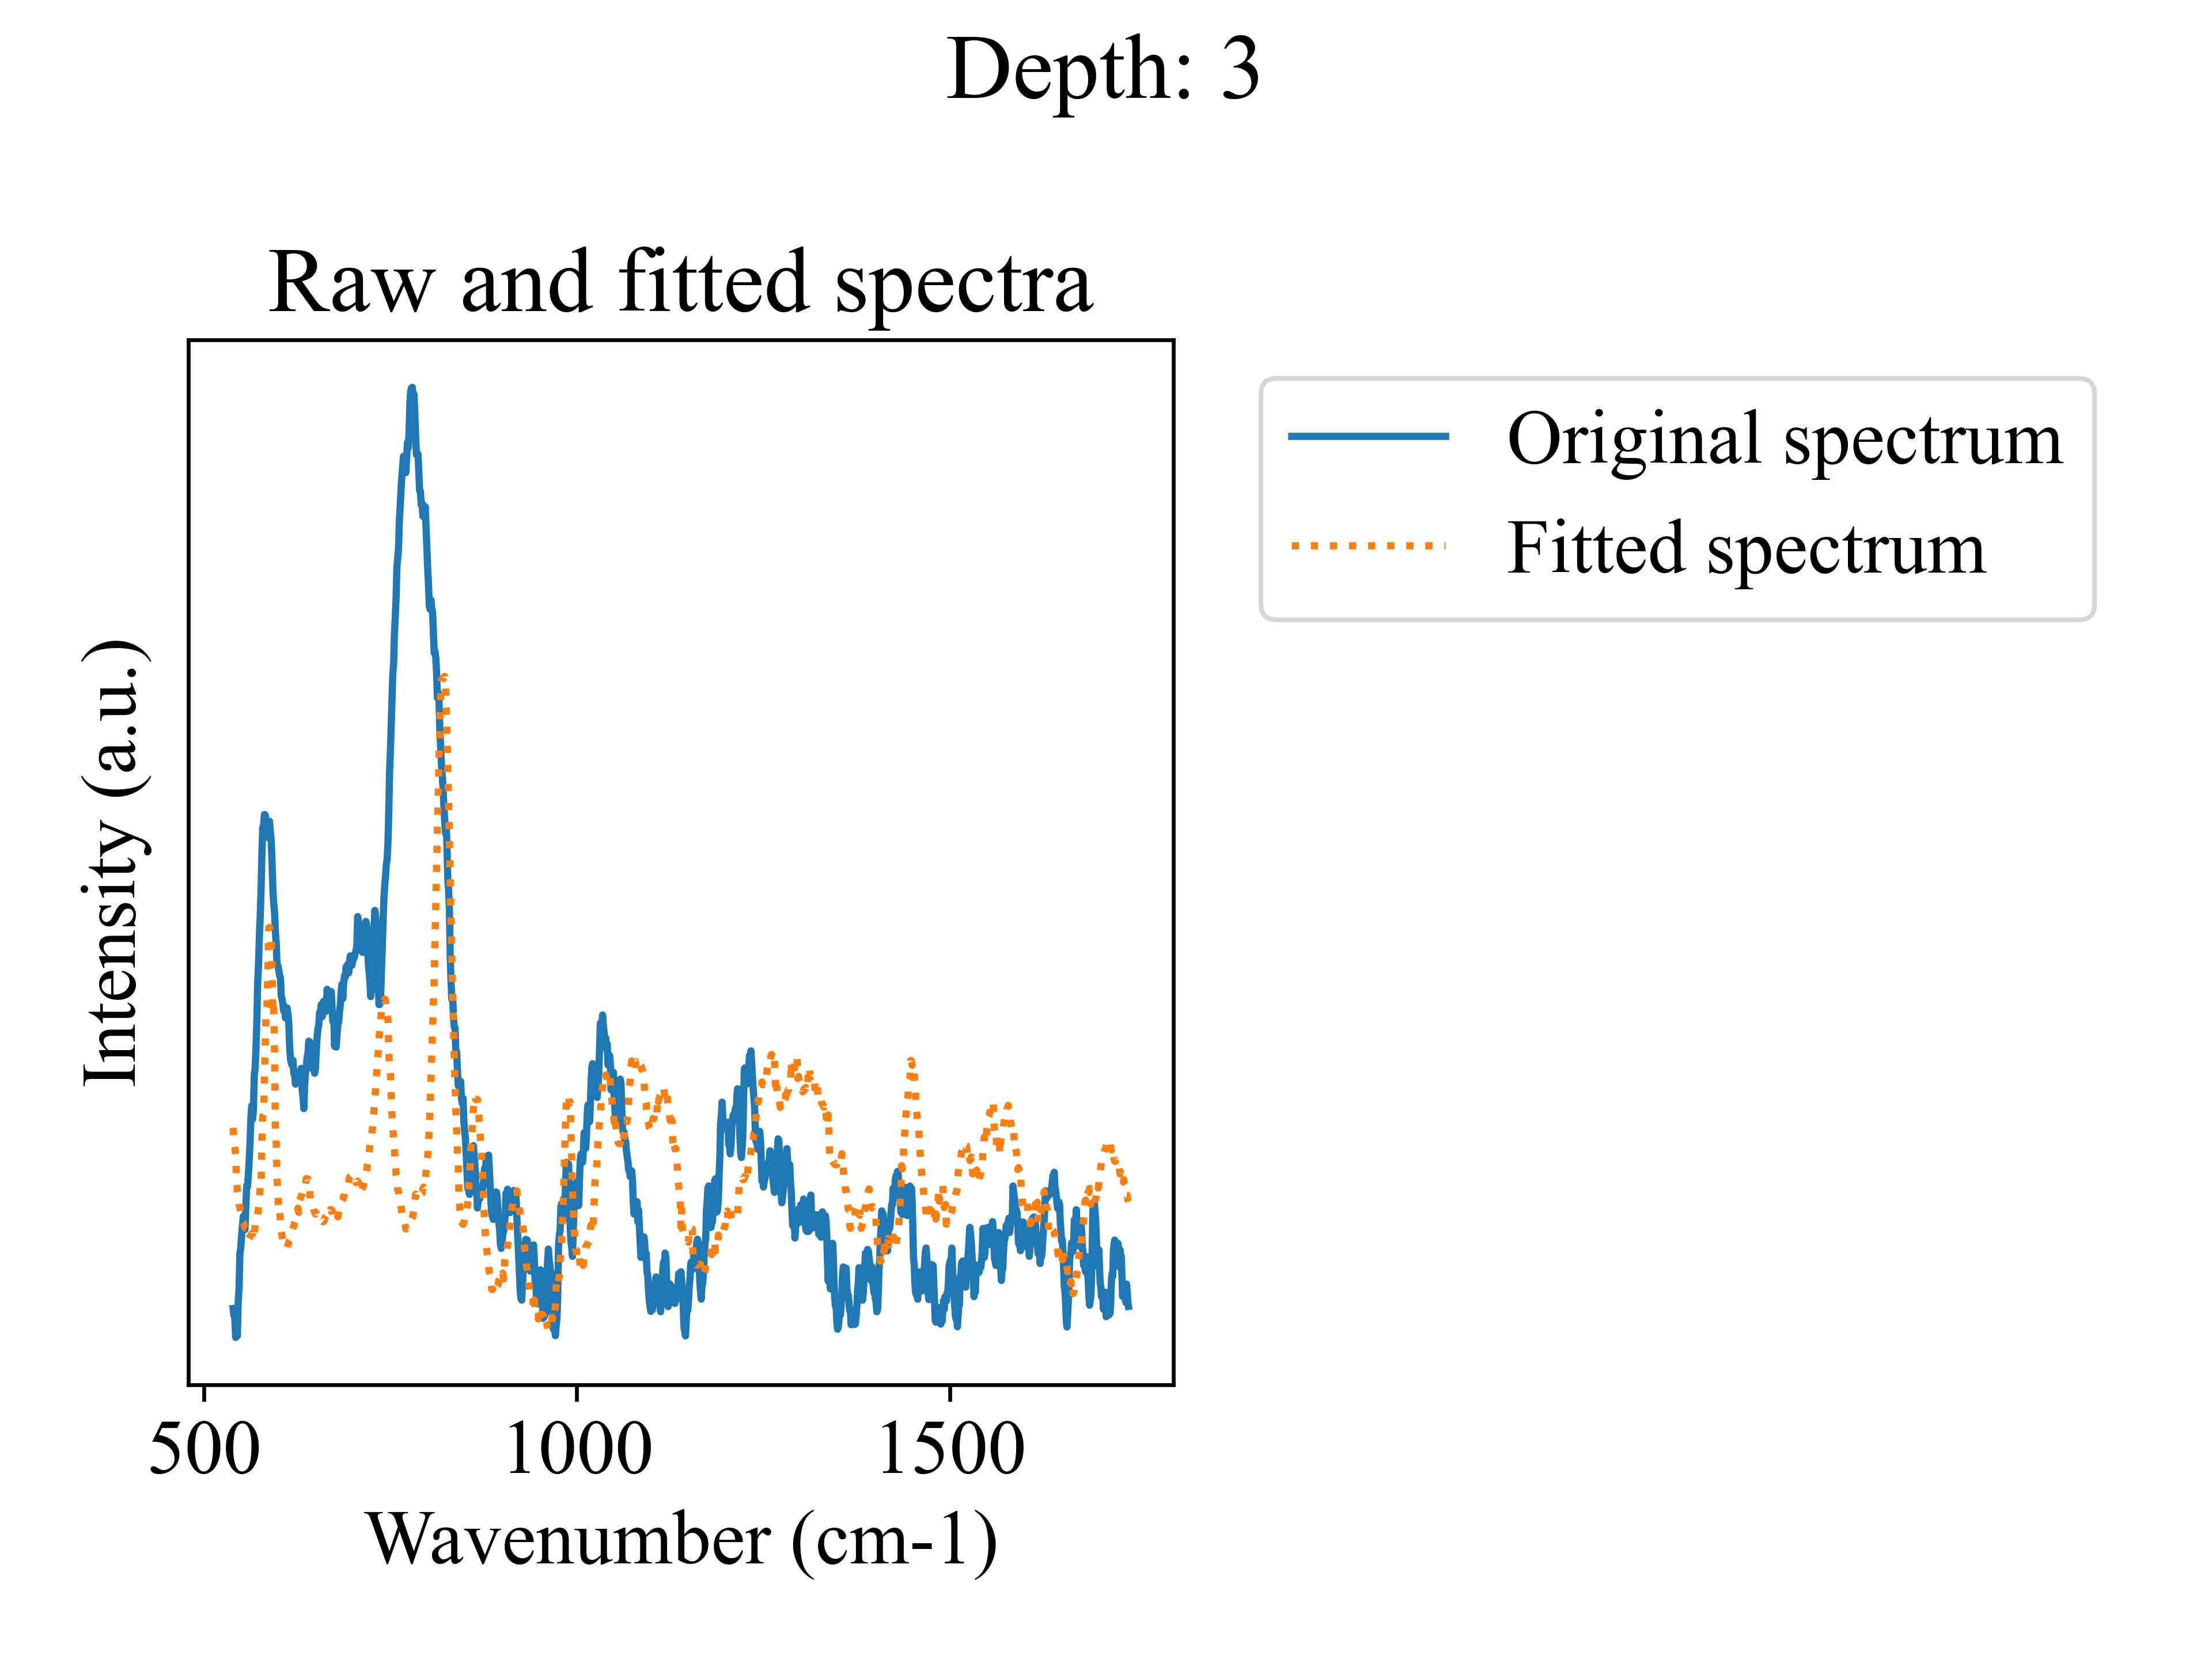 Depth: 3
Raw and fitted spectra
Original spectrum
Fitted spectrum
Intensity (a.u.)
500 1000 1500
Wavenumber (cm-1)